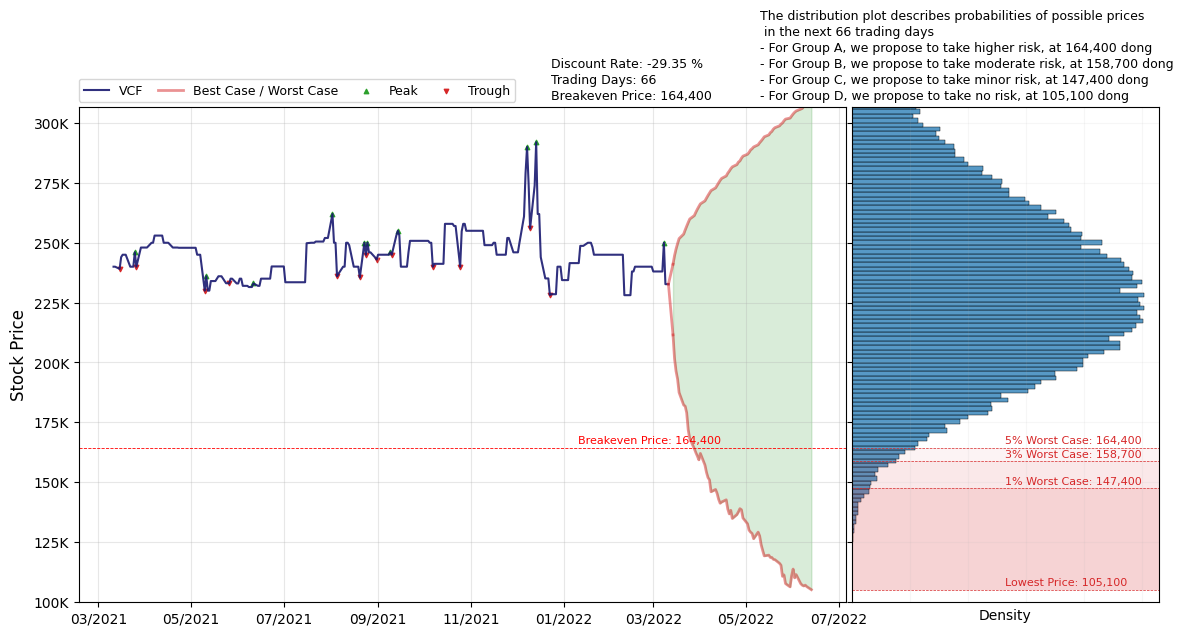 The distribution plot describes probabilities of possible prices
in the next 66 trading days
- For Group A, we propose to take higher risk, at 164,400 dong
- For Group B, we propose to take moderate risk, at 158,700 dong
- For Group C, we propose to take minor risk, at 147,400 dong
- For Group D, we propose to take no risk, at 105,100 dong
Discount Rate: -29.35 %
Trading Days: 66
Breakeven Price: 164,400
VCF
Best Case / Worst Case
Peak
Trough
Stock Price
300K
275K
250K
225K
200K
175K
150K
125K
100K
Breakeven Price: 164,400
03/2021
05/2021
07/2021
09/2021
11/2021
01/2022
03/2022
05/2022
07/2022
5% Worst Case: 164,400
3% Worst Case: 158,700
1% Worst Case: 147,400
Lowest Price: 105,100
Density